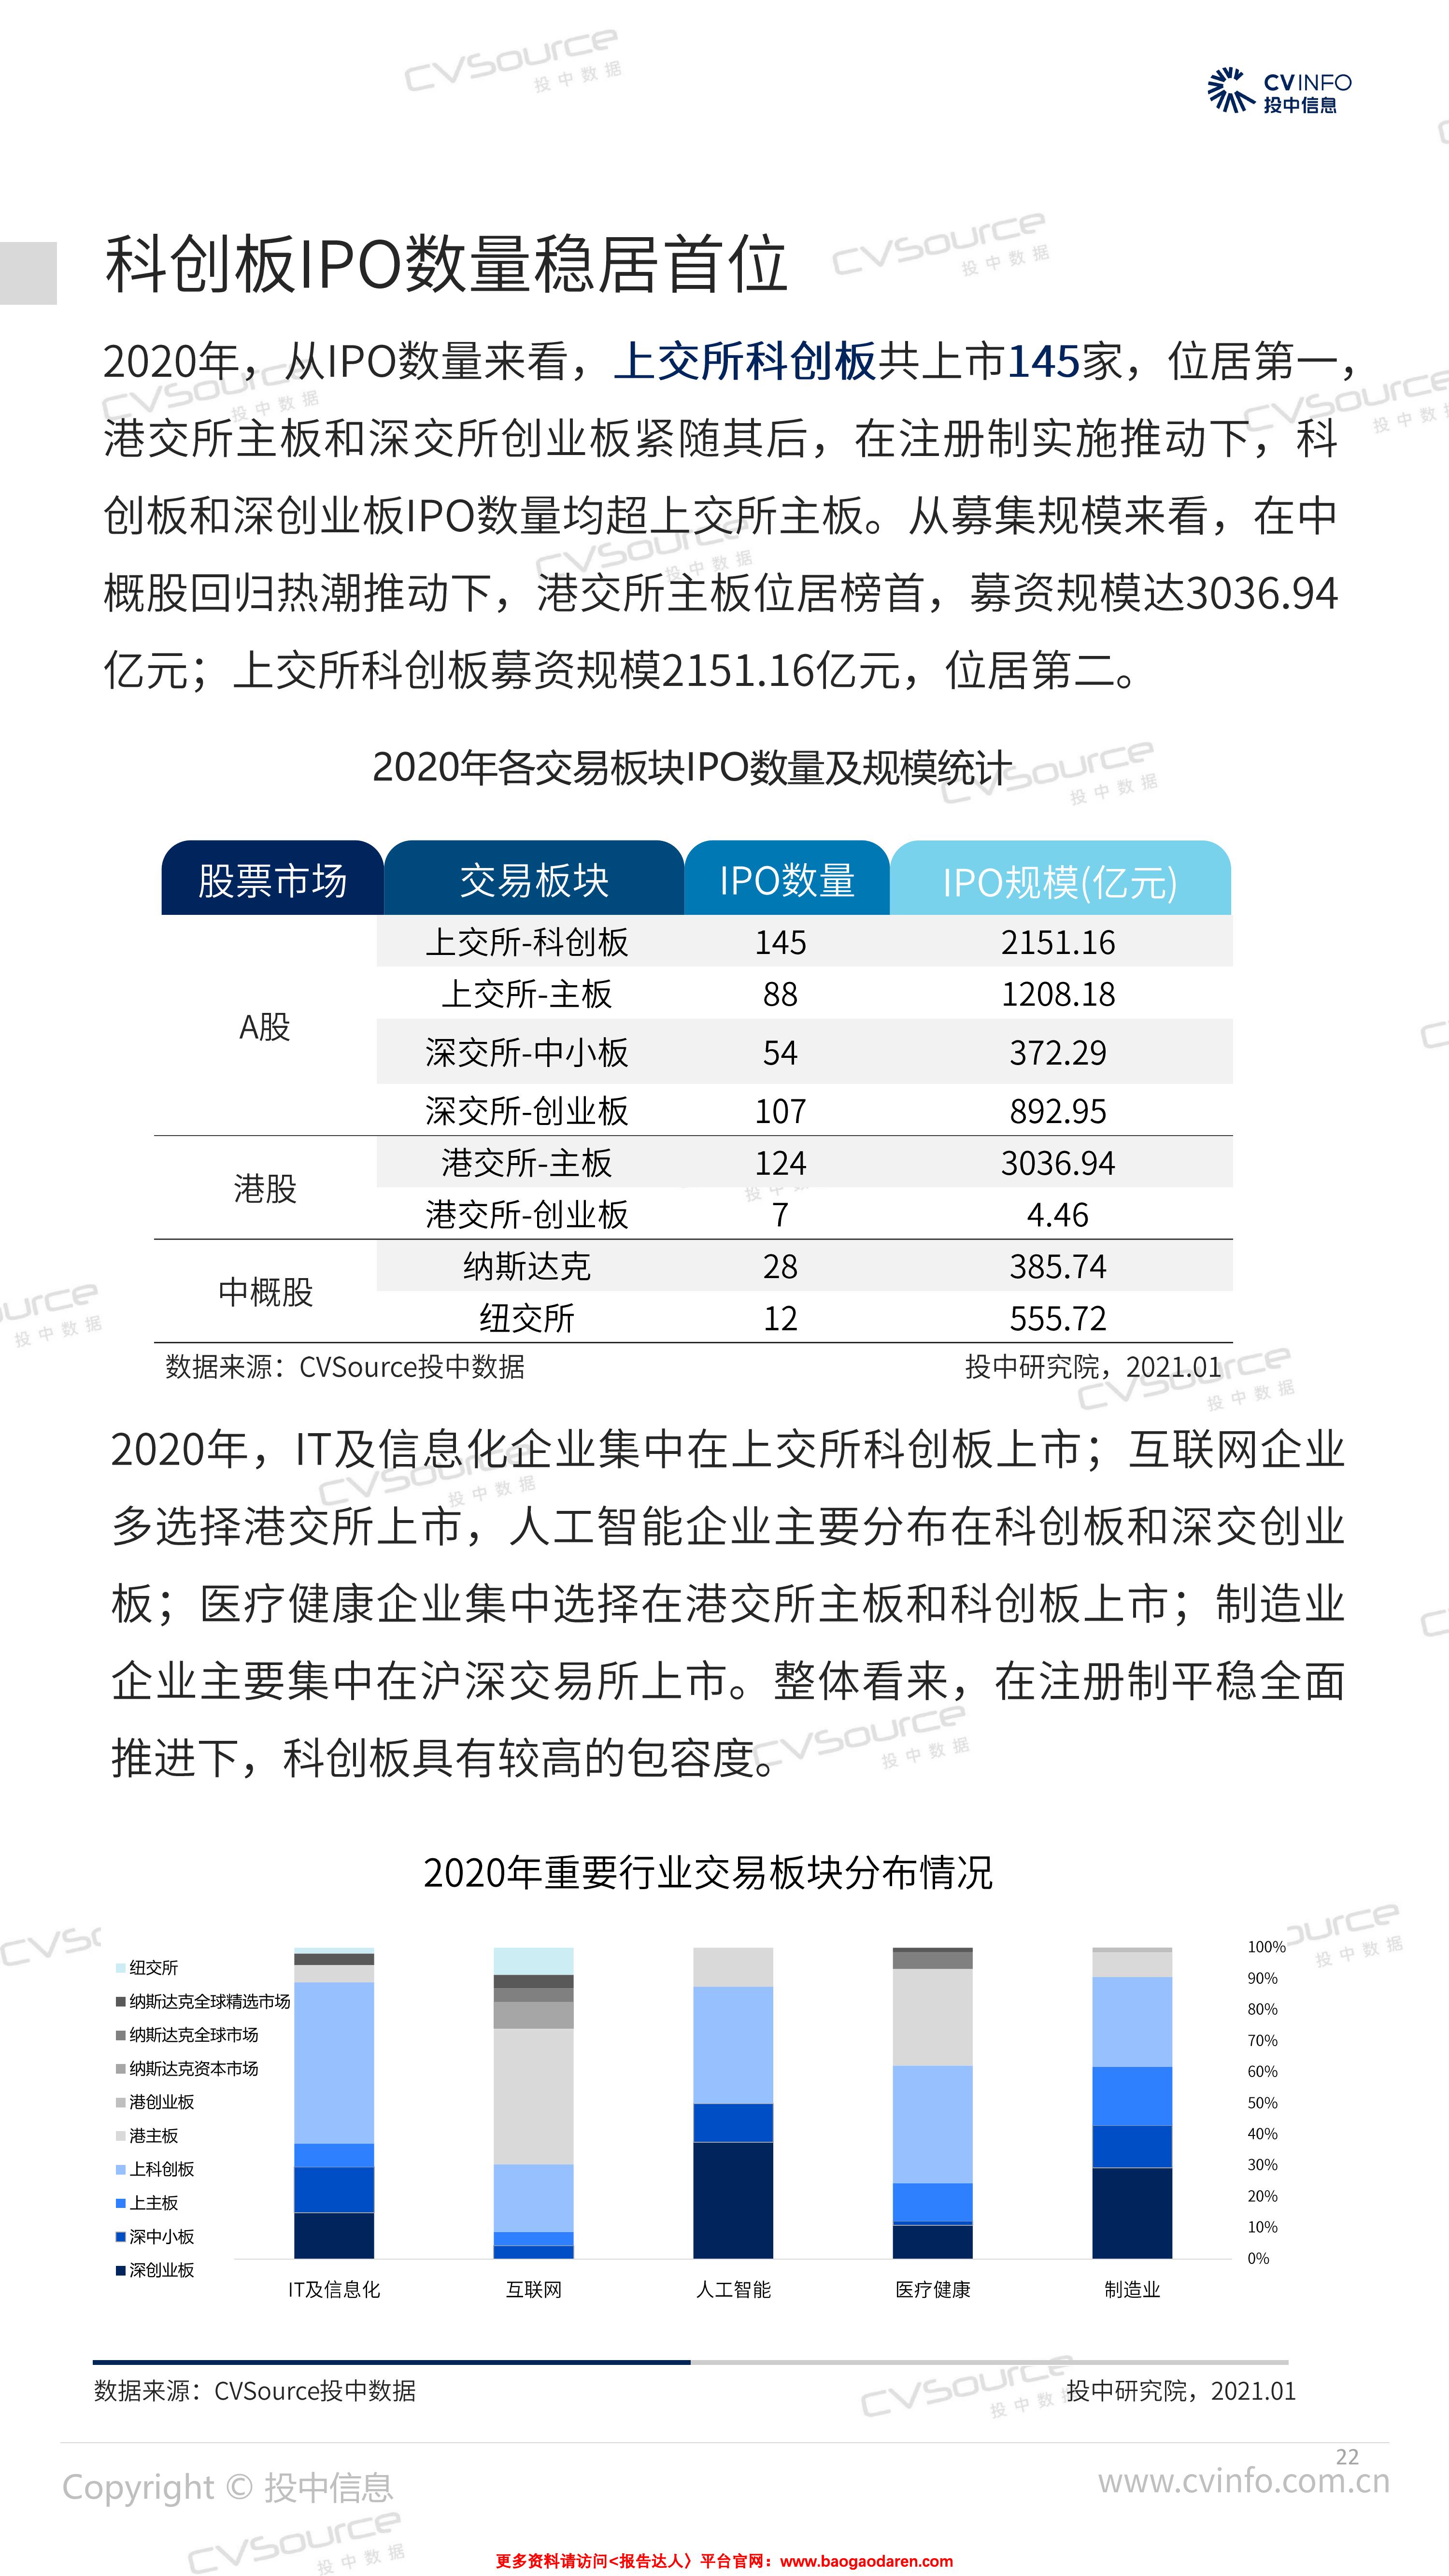 CVSource
投中数据
CVINFO
投中信息
科创板IPO数量稳居首位
2020年，从IPO数量来看，上交所科创板共上市145家，位居第一，
港交所主板和深交所创业板紧随其后，在注册制实施推动下，科
创板和深创业板IPO数量均超上交所主板。从募集规模来看，在中
概股回归热潮推动下，港交所主板位居榜首，募资规模达3036.94
亿元；上交所科创板募资规模2151.16亿元，位居第二。
2020年各交易板块IPO数量及规模统计
股票市场 交易板块 IPO数量 IPO规模(亿元)
A股
上交所-科创板 145 2151.16
上交所-主板 88 1208.18
深交所-中小板 54 372.29
深交所-创业板 107 892.95
港股
港交所-主板 124 3036.94
港交所-创业板 7 4.46
中概股
纳斯达克 28 385.74
纽交所 12 555.72
数据来源：CVSource投中数据 投中研究院，2021.01
2020年，IT及信息化企业集中在上交所科创板上市；互联网企业
多选择港交所上市，人工智能企业主要分布在科创板和深交创业
板；医疗健康企业集中选择在港交所主板和科创板上市；制造业
企业主要集中在沪深交易所上市。整体看来，在注册制平稳全面
推进下，科创板具有较高的包容度。
2020年重要行业交易板块分布情况
纽交所
纳斯达克全球精选市场
纳斯达克全球市场
纳斯达克资本市场
港创业板
港主板
上科创板
上主板
深中小板
深创业板
100%
90%
80%
70%
60%
50%
40%
30%
20%
10%
0%
IT及信息化 互联网 人工智能 医疗健康 制造业
数据来源：CVSource投中数据 投中研究院，2021.01
22
Copyright © 投中信息 www.cvinfo.com.cn
更多资料请访问<报告达人〉平台官网：www.baogaodaren.com